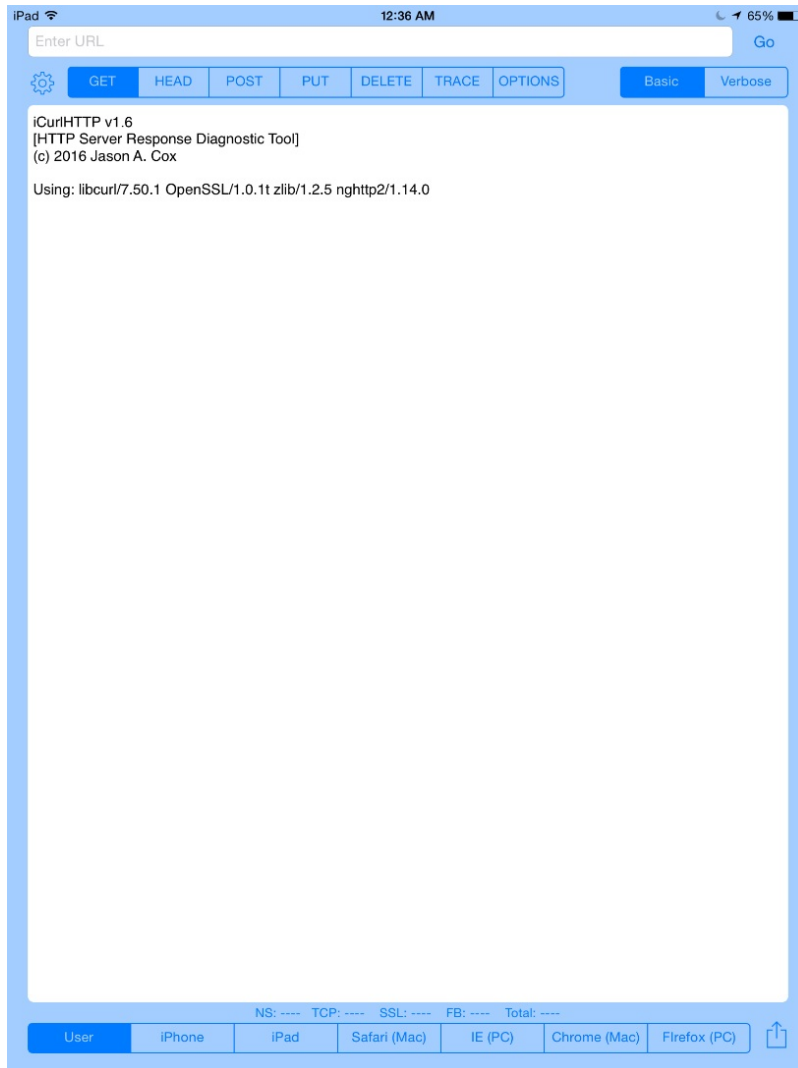 iPad 12:36 AM 65%
Enter URL Go
GET HEAD POST PUT DELETE TRACE OPTIONS Basic Verbose
iCurlHTTP v1.6
[HTTP Server Response Diagnostic Tool]
(c) 2016 Jason A. Cox
Using: libcurl/7.50.1 OpenSSL/1.0.1t zlib/1.2.5 nghttp2/1.14.0
NS: ---- TCP: ---- SSL: ---- FB: ---- Total: ----
User iPhone iPad Safari (Mac) IE (PC) Chrome (Mac) FIrefox (PC)